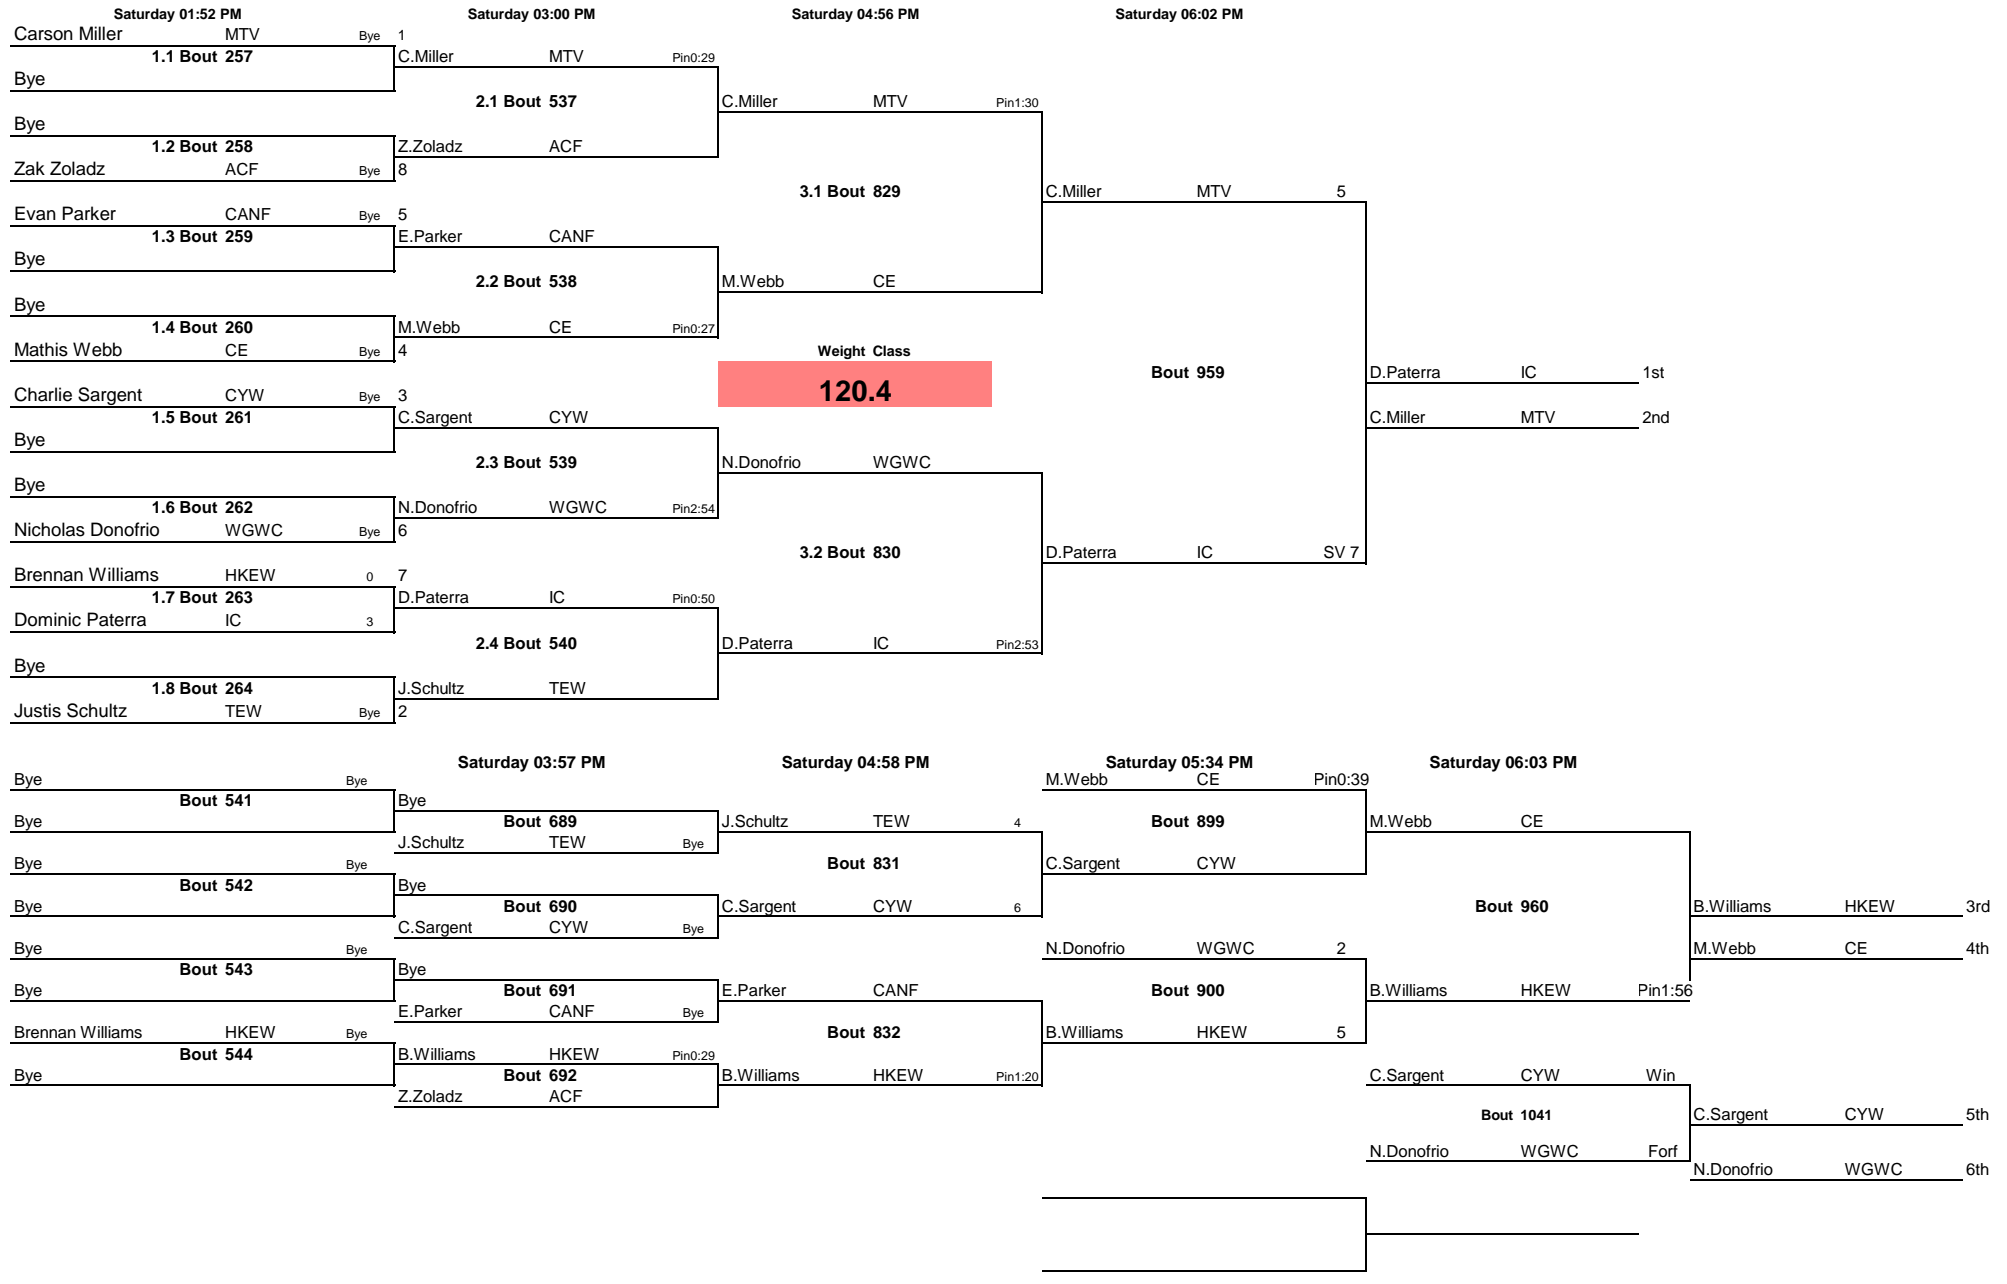 Saturday 01:52 PM Saturday 03:00 PM Saturday 04:56 PM Saturday 06:02 PM
Carson Miller MTV Bye 1
1.1 Bout 257 C.Miller MTV Pin0:29
Bye
2.1 Bout 537 C.Miller MTV Pin1:30
Bye
1.2 Bout 258 Z.Zoladz ACF
Zak Zoladz ACF Bye 8
3.1 Bout 829 C.Miller MTV 5
Evan Parker CANF Bye 5
1.3 Bout 259 E.Parker CANF
Bye
2.2 Bout 538 M.Webb CE
Bye
1.4 Bout 260 M.Webb CE Pin0:27
Mathis Webb CE Bye 4 Weight Class
Bout 959 D.Paterra IC 1st
Charlie Sargent CYW Bye 3 120.4
1.5 Bout 261 C.Sargent CYW C.Miller MTV 2nd
Bye
2.3 Bout 539 N.Donofrio WGWC
Bye
1.6 Bout 262 N.Donofrio WGWC Pin2:54
Nicholas Donofrio WGWC Bye 6
3.2 Bout 830 D.Paterra IC SV 7
Brennan Williams HKEW 0 7
1.7 Bout 263 D.Paterra IC Pin0:50
Dominic Paterra IC 3
2.4 Bout 540 D.Paterra IC Pin2:53
Bye
1.8 Bout 264 J.Schultz TEW
Justis Schultz TEW Bye 2
Saturday 03:57 PM Saturday 04:58 PM Saturday 05:34 PM Saturday 06:03 PM
Bye Bye M.Webb CE Pin0:39
Bout 541 Bye
Bye Bout 689 J.Schultz TEW 4 Bout 899 M.Webb CE
J.Schultz TEW Bye
Bye Bye Bout 831 C.Sargent CYW
Bout 542 Bye
Bye Bout 690 C.Sargent CYW 6 Bout 960 B.Williams HKEW 3rd
C.Sargent CYW Bye
Bye Bye N.Donofrio WGWC 2 M.Webb CE 4th
Bout 543 Bye
Bye Bout 691 E.Parker CANF Bout 900 B.Williams HKEW Pin1:56
E.Parker CANF Bye
Brennan Williams HKEW Bye Bout 832 B.Williams HKEW 5
Bout 544 B.Williams HKEW Pin0:29
Bye Bout 692 B.Williams HKEW Pin1:20 C.Sargent CYW Win
Z.Zoladz ACF
Bout 1041 C.Sargent CYW 5th
N.Donofrio WGWC Forf
N.Donofrio WGWC 6th